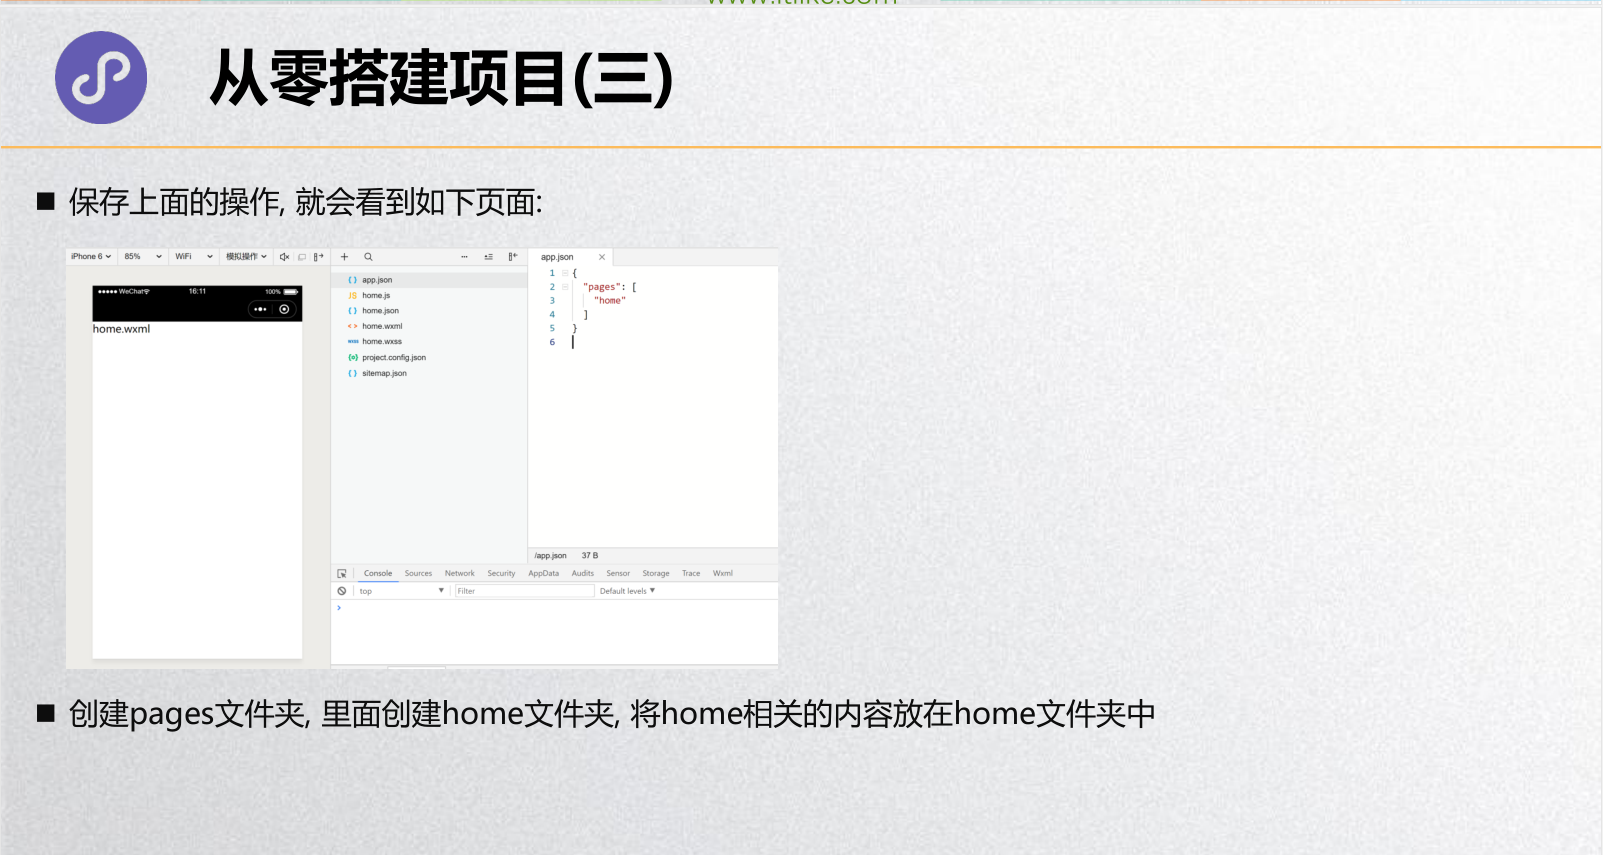 www.itlike.com
从零搭建项目(三)
■ 保存上面的操作, 就会看到如下页面:
iPhone 6 85% WiFi 模拟操作
WeChat 16:11 100%
home.wxml
app.json
home.js
home.json
home.wxml
home.wxss
project.config.json
sitemap.json
app.json
1 {
2 "pages": [
3 "home"
4 ]
5 }
6
/app.json 37 B
Console Sources Network Security AppData Audits Sensor Storage Trace Wxml
top Filter Default levels
■ 创建pages文件夹, 里面创建home文件夹, 将home相关的内容放在home文件夹中